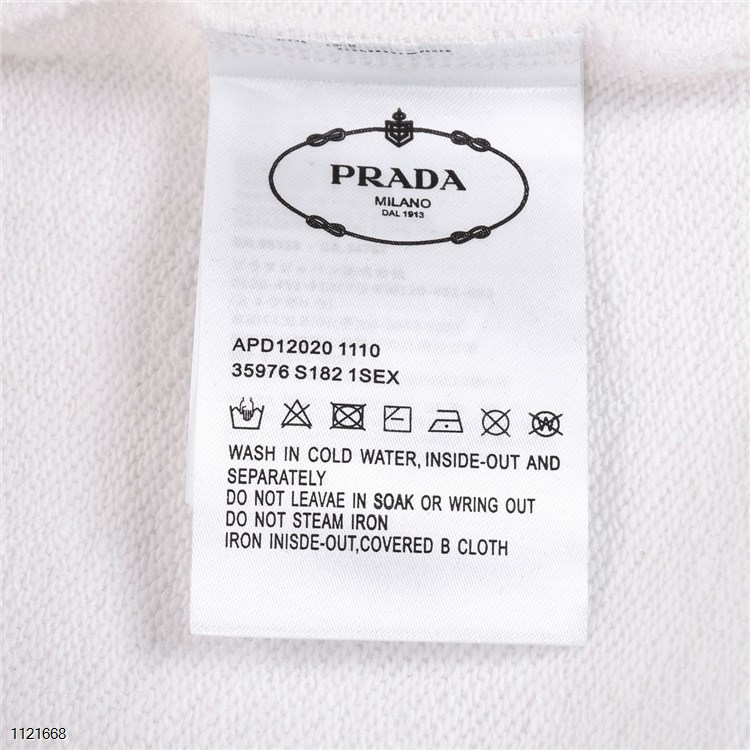 PRADA
MILANO
DAL 1913
APD12020 1110
35976 S182 1SEX
WASH IN COLD WATER, INSIDE-OUT AND
SEPARATELY
DO NOT LEAVAE IN SOAK OR WRING OUT
DO NOT STEAM IRON
IRON INISDE-OUT,COVERED B CLOTH
1121668